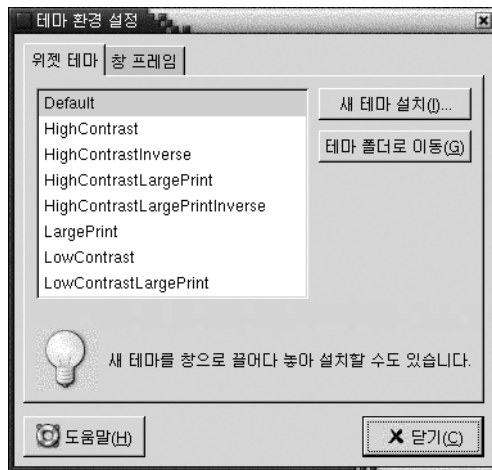 테마 환경 설정
위젯 테마 창 프레임
Default
HighContrast
HighContrastInverse
HighContrastLargePrint
HighContrastLargePrintInverse
LargePrint
LowContrast
LowContrastLargePrint
새 테마 설치(I)...
테마 폴더로 이동(G)
새 테마를 창으로 끌어다 놓아 설치할 수도 있습니다.
도움말(H)
닫기(C)